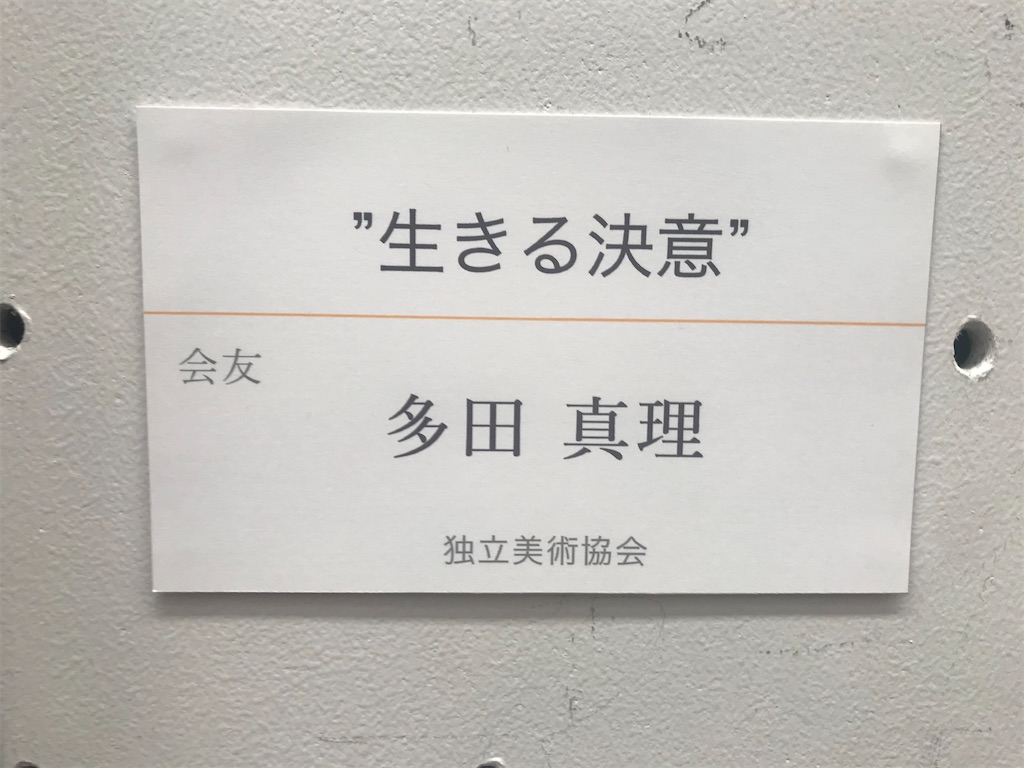 ”生きる決意”
会友
多田 真理
独立美術協会